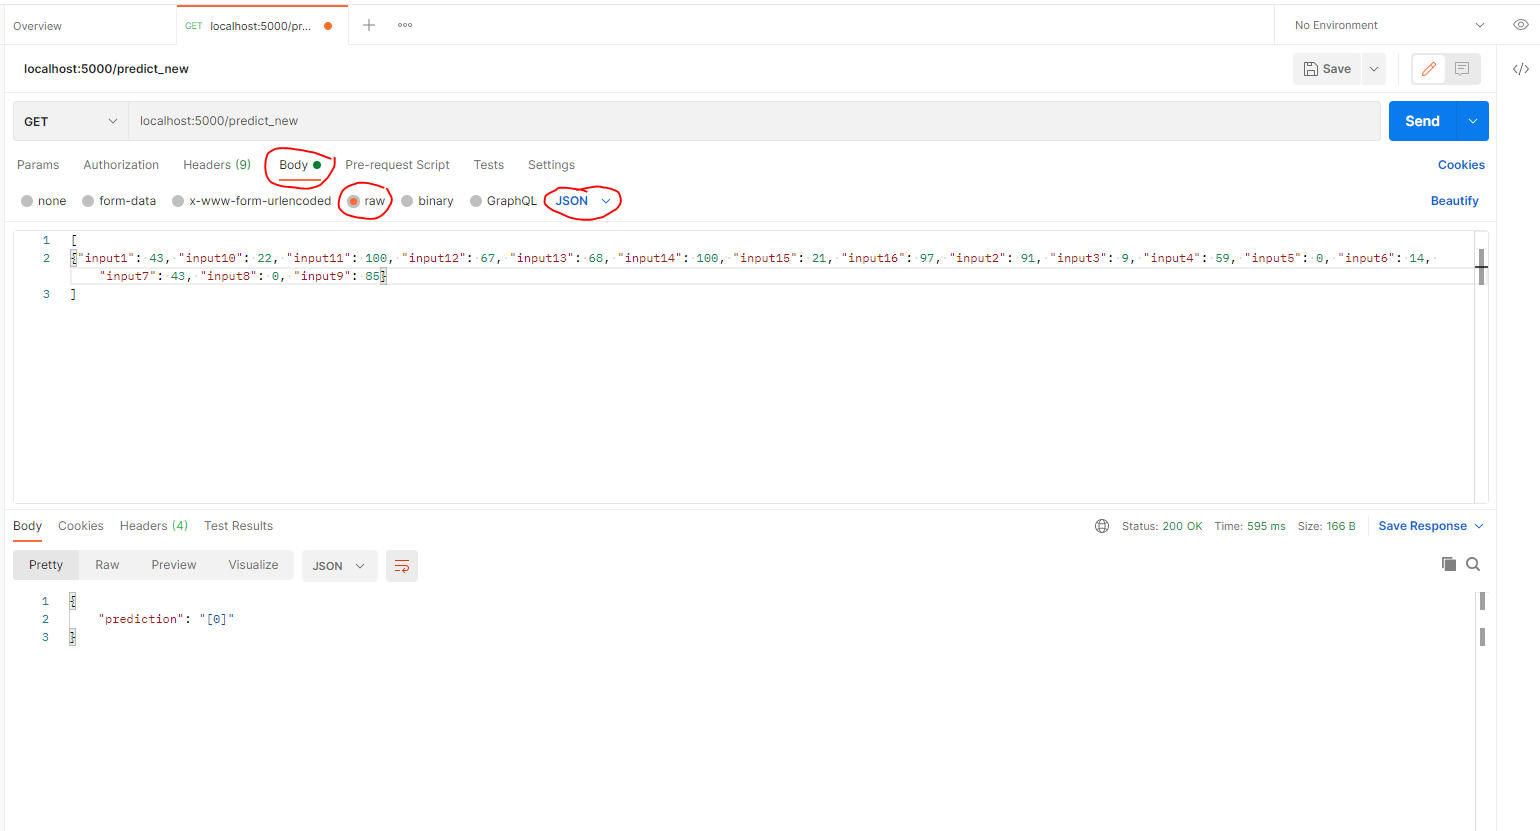 Overview
GET localhost:5000/pr...
No Environment
localhost:5000/predict_new
Save
GET localhost:5000/predict_new
Send
Params Authorization Headers (9) Body Pre-request Script Tests Settings
Cookies
none form-data x-www-form-urlencoded raw binary GraphQL JSON
Beautify
1 [
2 {"input1": 43, "input10": 22, "input11": 100, "input12": 67, "input13": 68, "input14": 100, "input15": 21, "input16": 97, "input2": 91, "input3": 9, "input4": 59, "input5": 0, "input6": 14,
"input7": 43, "input8": 0, "input9": 85}
3 ]
Body Cookies Headers (4) Test Results
Status: 200 OK Time: 595 ms Size: 166 B Save Response
Pretty Raw Preview Visualize JSON
1 {
2 "prediction": "[0]"
3 }